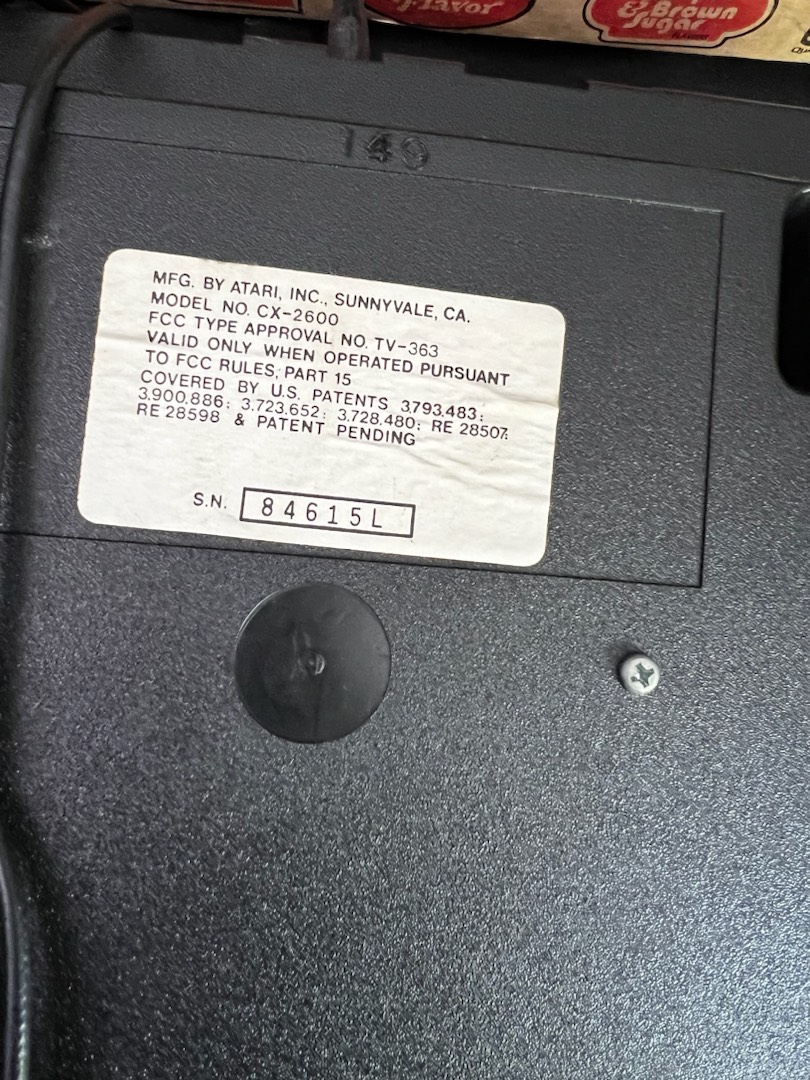 Flavor
& Brown
Sugar
149
MFG. BY ATARI, INC., SUNNYVALE, CA.
MODEL NO. CX-2600
FCC TYPE APPROVAL NO. TV-363
VALID ONLY WHEN OPERATED PURSUANT
TO FCC RULES, PART 15
COVERED BY U.S. PATENTS 3,793,483;
3,900,886; 3,723,652; 3,728,480; RE 28507;
RE 28598 & PATENT PENDING
S.N. 84615L